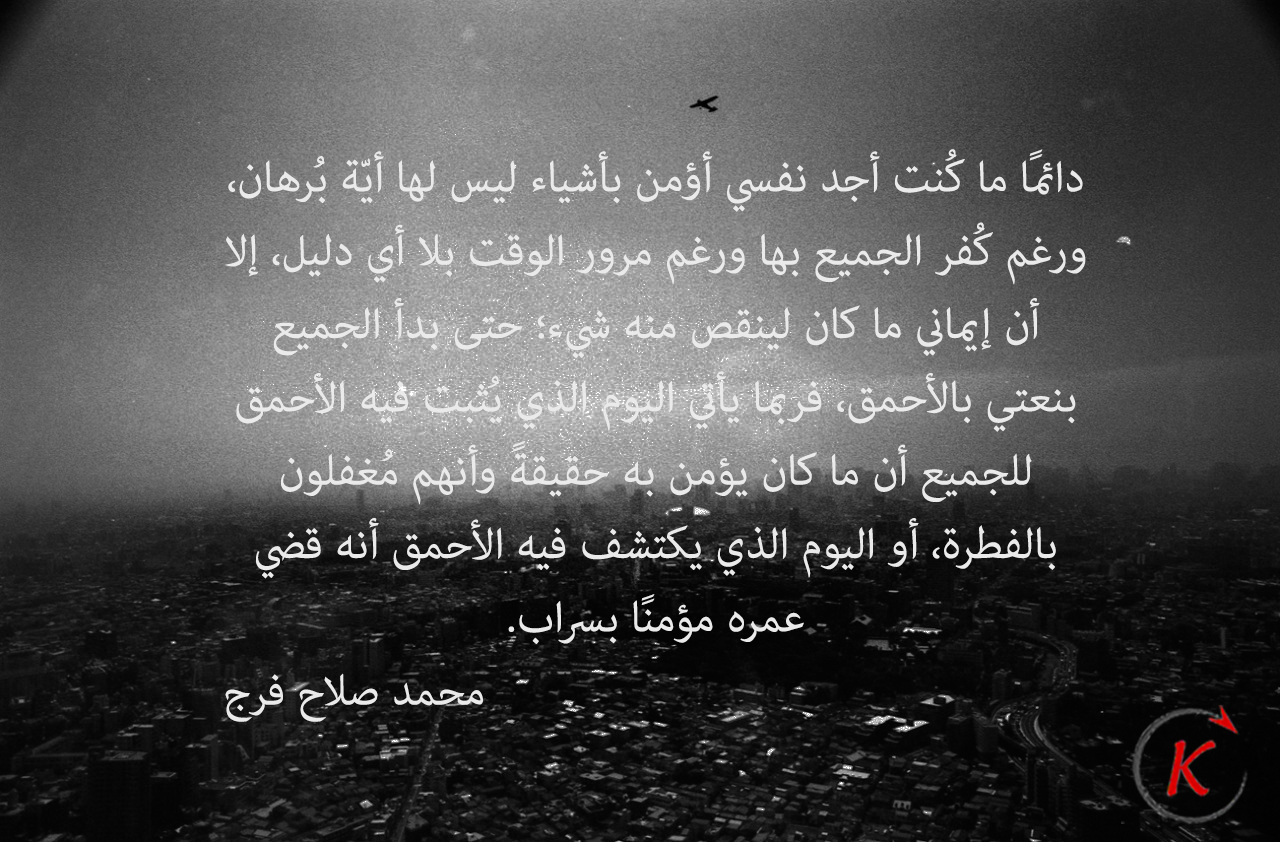 دائمًا ما كُنت أجد نفسي أؤمن بأشياء ليس لها أيّة بُرهان،
ورغم كُفر الجميع بها ورغم مرور الوقت بلا أي دليل، إلا
أن إيماني ما كان لينقص منه شيء؛ حتى بدأ الجميع
بنعتي بالأحمق، فربما يأتي اليوم الذي يُثبت فيه الأحمق
للجميع أن ما كان يؤمن به حقيقةً وأنهم مُغفلون
بالفطرة، أو اليوم الذي يكتشف فيه الأحمق أنه قضي
عمره مؤمنًا بسراب.
محمد صلاح فرج
K